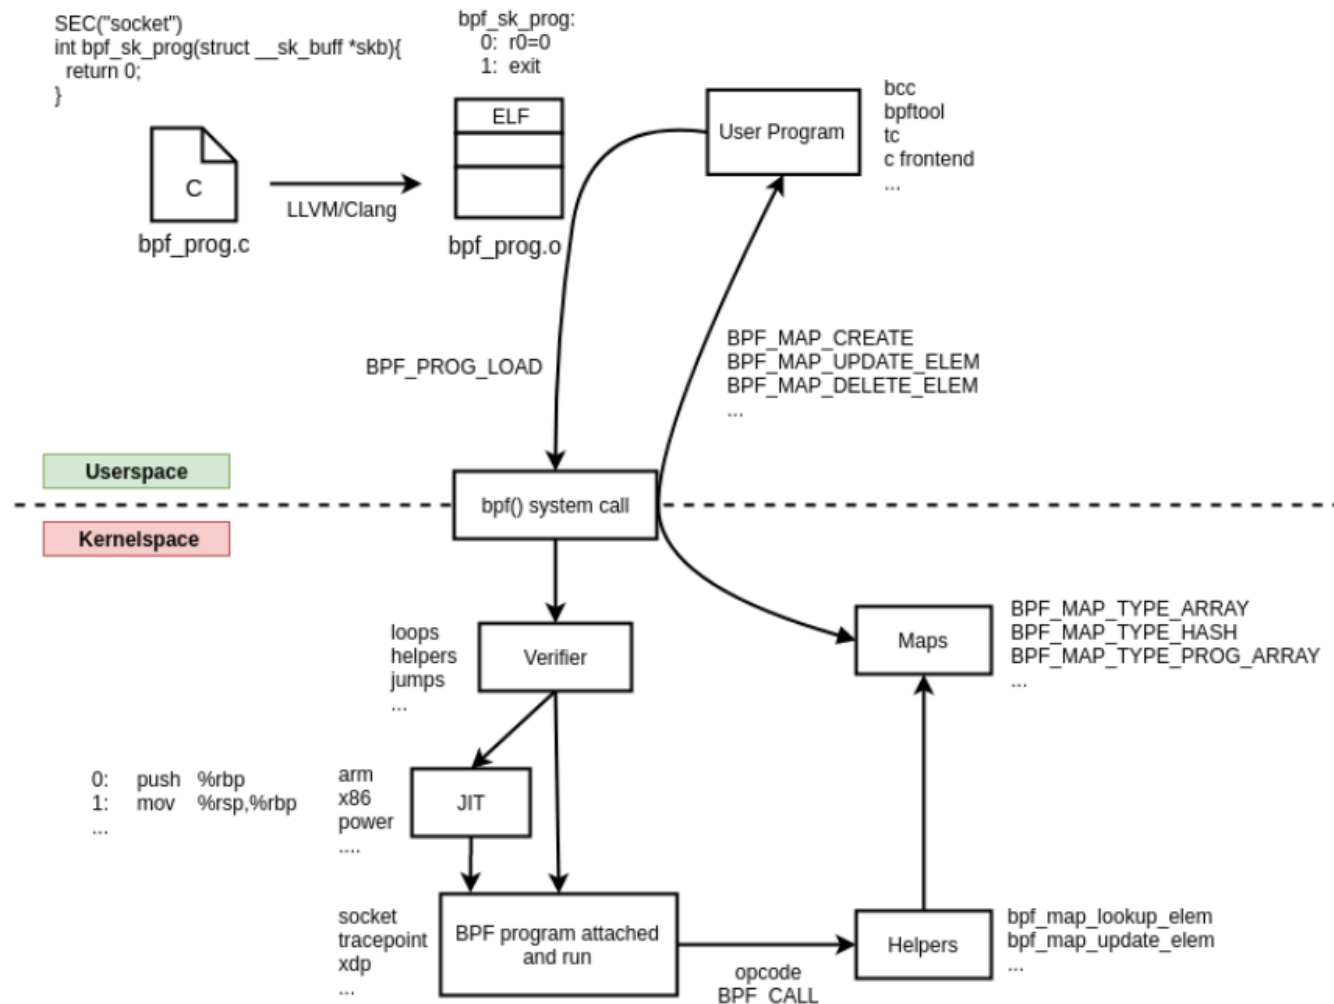 SEC("socket")
int bpf_sk_prog(struct __sk_buff *skb){
return 0;
}
C
bpf_prog.c
LLVM/Clang
bpf_sk_prog:
0: r0=0
1: exit
ELF
bpf_prog.o
User Program
bcc
bpftool
tc
c frontend
...
BPF_PROG_LOAD
BPF_MAP_CREATE
BPF_MAP_UPDATE_ELEM
BPF_MAP_DELETE_ELEM
...
Userspace
bpf() system call
Kernelspace
loops
helpers
jumps
...
Verifier
Maps
BPF_MAP_TYPE_ARRAY
BPF_MAP_TYPE_HASH
BPF_MAP_TYPE_PROG_ARRAY
...
0: push %rbp
1: mov %rsp,%rbp
...
arm
x86
power
....
JIT
socket
tracepoint
xdp
...
BPF program attached
and run
opcode
BPF_CALL
Helpers
bpf_map_lookup_elem
bpf_map_update_elem
...